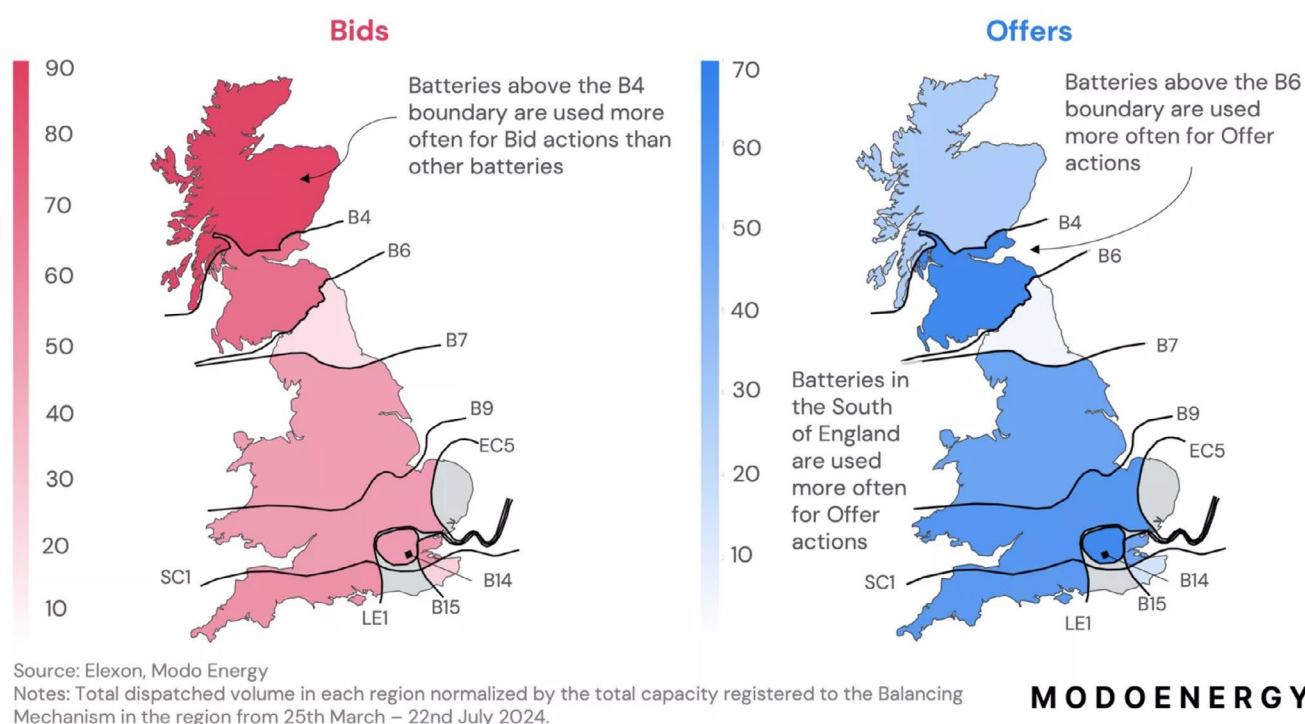 Bids
90
80
70
60
50
40
30
20
10
Batteries above the B4
boundary are used more
often for Bid actions than
other batteries
B4
B6
B7
B9
EC5
SC1
LE1
B15
B14
Offers
70
60
50
40
30
20
10
Batteries above the B6
boundary are used
more often for Offer
actions
B4
B6
B7
Batteries in
the South
of England
are used
more often
for Offer
actions
B9
EC5
SC1
LE1
B15
B14
Source: Elexon, Modo Energy
Notes: Total dispatched volume in each region normalized by the total capacity registered to the Balancing
Mechanism in the region from 25th March – 22nd July 2024.
MODOENERGY